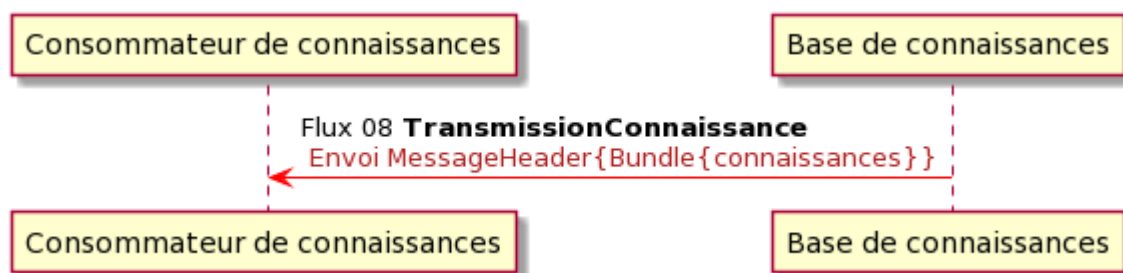 Consommateur de connaissances
Base de connaissances
Flux 08 TransmissionConnaissance
Envoi MessageHeader{Bundle{connaissances}}
Consommateur de connaissances
Base de connaissances